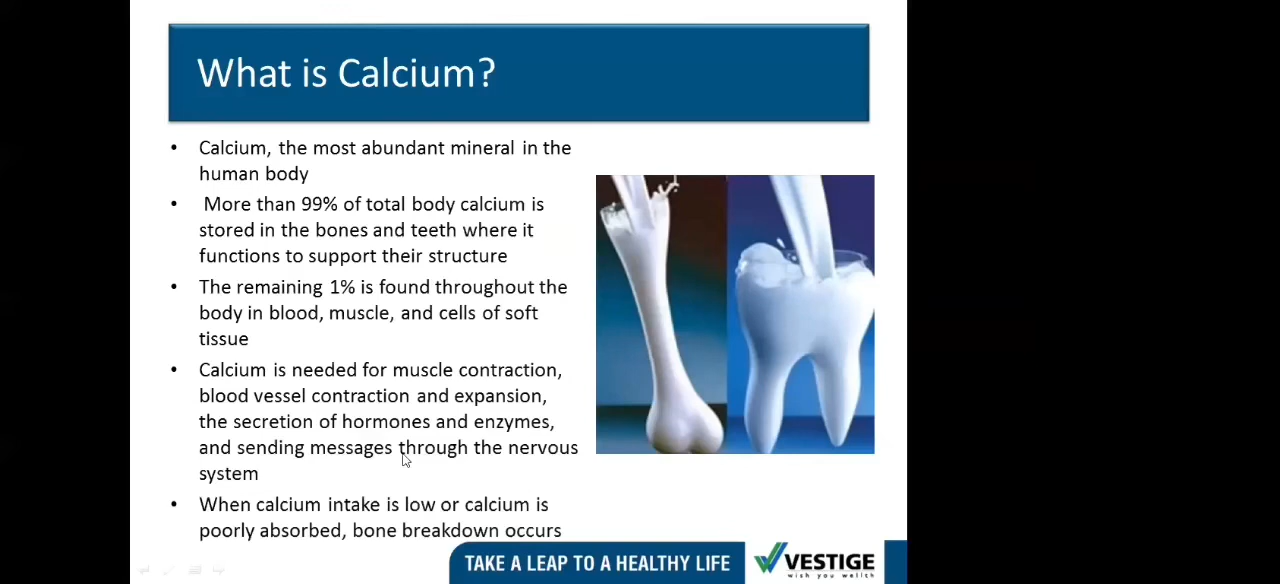 What is Calcium?
• Calcium, the most abundant mineral in the
human body
• More than 99% of total body calcium is
stored in the bones and teeth where it
functions to support their structure
• The remaining 1% is found throughout the
body in blood, muscle, and cells of soft
tissue
• Calcium is needed for muscle contraction,
blood vessel contraction and expansion,
the secretion of hormones and enzymes,
and sending messages through the nervous
system
• When calcium intake is low or calcium is
poorly absorbed, bone breakdown occurs
TAKE A LEAP TO A HEALTHY LIFE
VESTIGE
wish you wellth